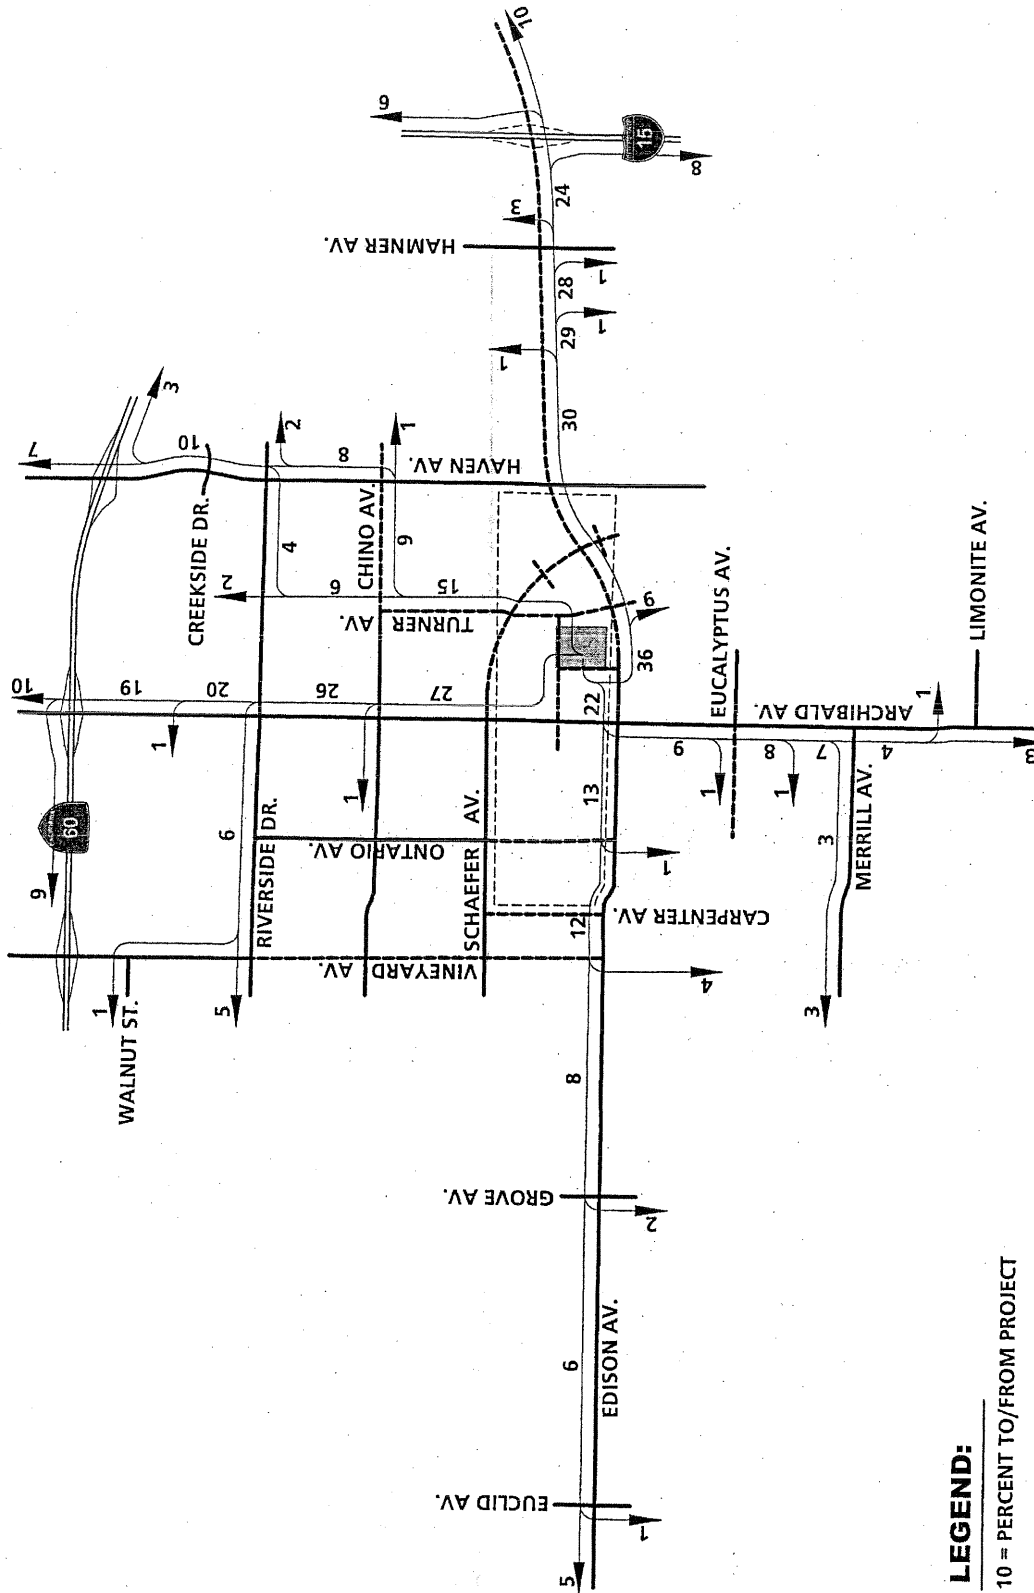 10
7
10
19
3
9
10
1
1
WALNUT ST.
60
20
CREEKSIDE DR.
2
5
6
RIVERSIDE DR.
4
2
26
6
8
1
CHINO AV.
9
1
27
15
TURNER AV.
HAVEN AV.
ONTARIO AV.
VINEYARD AV.
SCHAEFER AV.
HAMNER AV.
6
10
3
1
30
29
28
24
15
8
1
1
36
6
22
13
12
CARPENTER AV.
1
4
8
GROVE AV.
2
6
EDISON AV.
EUCLID AV.
5
1
9
EUCALYPTUS AV.
1
8
1
7
ARCHIBALD AV.
3
3
MERRILL AV.
4
1
LIMONITE AV.
3
LEGEND:
10 = PERCENT TO/FROM PROJECT